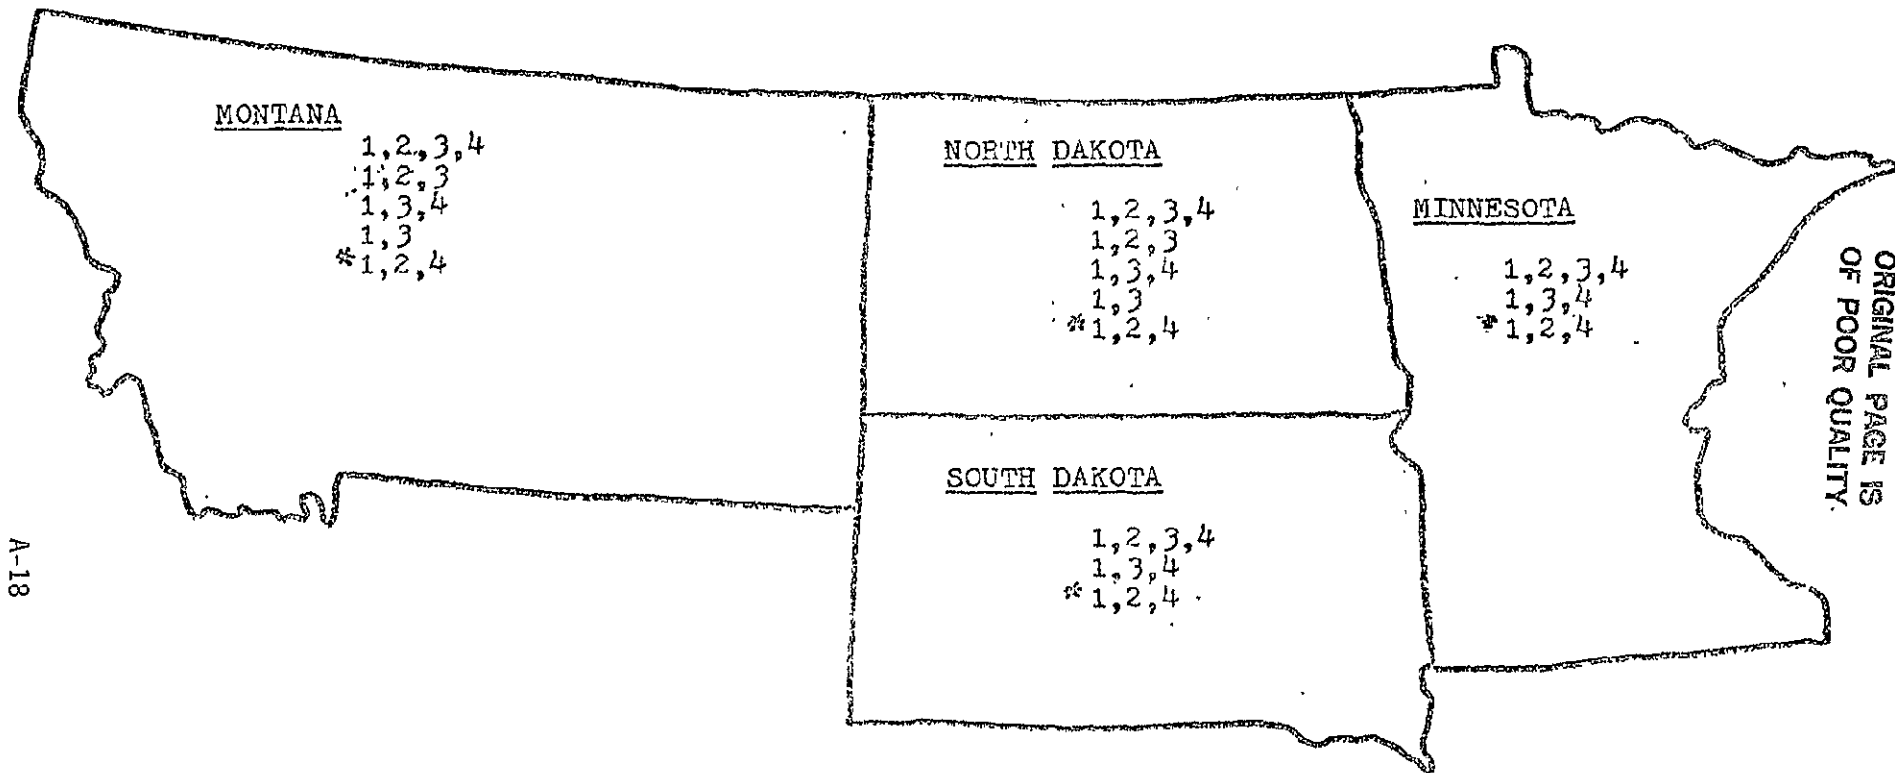 MONTANA
1,2,3,4
1,2,3
1,3,4
1,3
*1,2,4
NORTH DAKOTA
1,2,3,4
1,2,3
1,3,4
1,3
*1,2,4
MINNESOTA
1,2,3,4
1,3,4
*1,2,4
SOUTH DAKOTA
1,2,3,4
1,3,4
*1,2,4
ORIGINAL PAGE IS
OF POOR QUALITY.
A-18